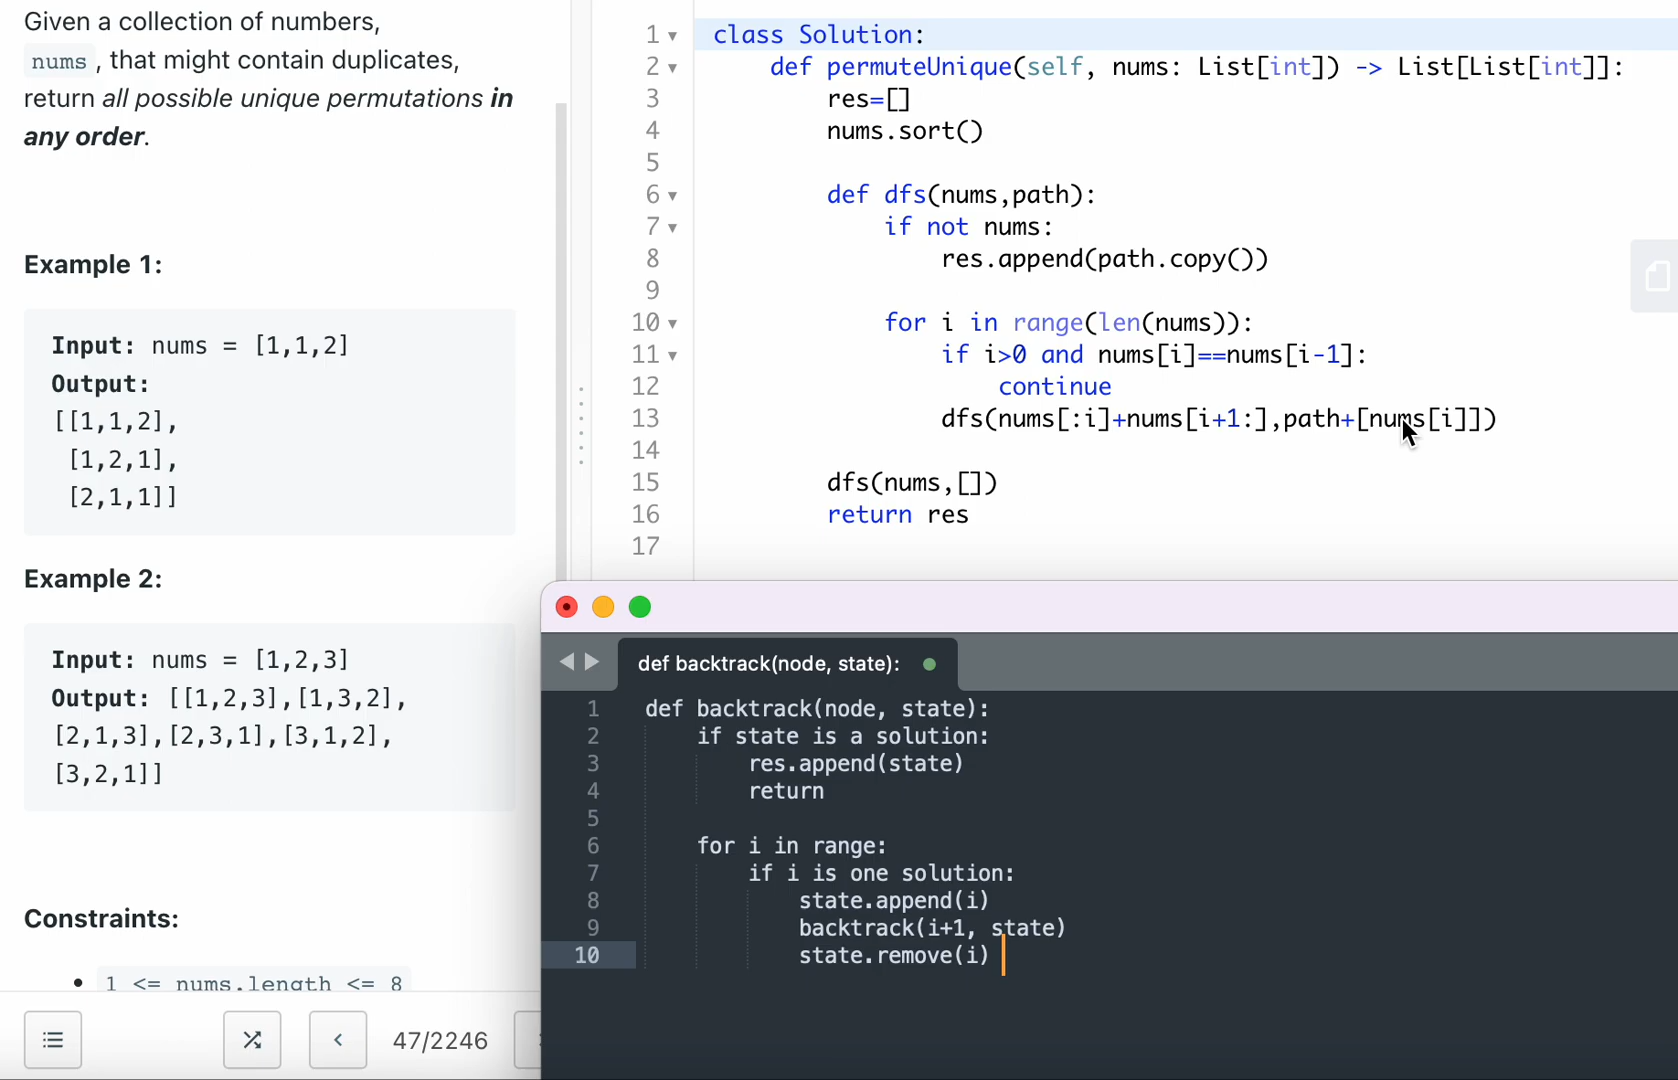 Given a collection of numbers,
nums , that might contain duplicates,
return all possible unique permutations in
any order.
Example 1:
Input: nums = [1,1,2]
Output:
[[1,1,2],
[1,2,1],
[2,1,1]]
Example 2:
Input: nums = [1,2,3]
Output: [[1,2,3],[1,3,2],
[2,1,3],[2,3,1],[3,1,2],
[3,2,1]]
Constraints:
• 1 <= nums.length <= 8
47/2246
1 class Solution:
2 def permuteUnique(self, nums: List[int]) -> List[List[int]]:
3 res=[]
4 nums.sort()
5
6 def dfs(nums,path):
7 if not nums:
8 res.append(path.copy())
9
10 for i in range(len(nums)):
11 if i>0 and nums[i]==nums[i-1]:
12 continue
13 dfs(nums[:i]+nums[i+1:],path+[nums[i]])
14
15 dfs(nums,[])
16 return res
17
def backtrack(node, state):
1 def backtrack(node, state):
2 if state is a solution:
3 res.append(state)
4 return
5
6 for i in range:
7 if i is one solution:
8 state.append(i)
9 backtrack(i+1, state)
10 state.remove(i)